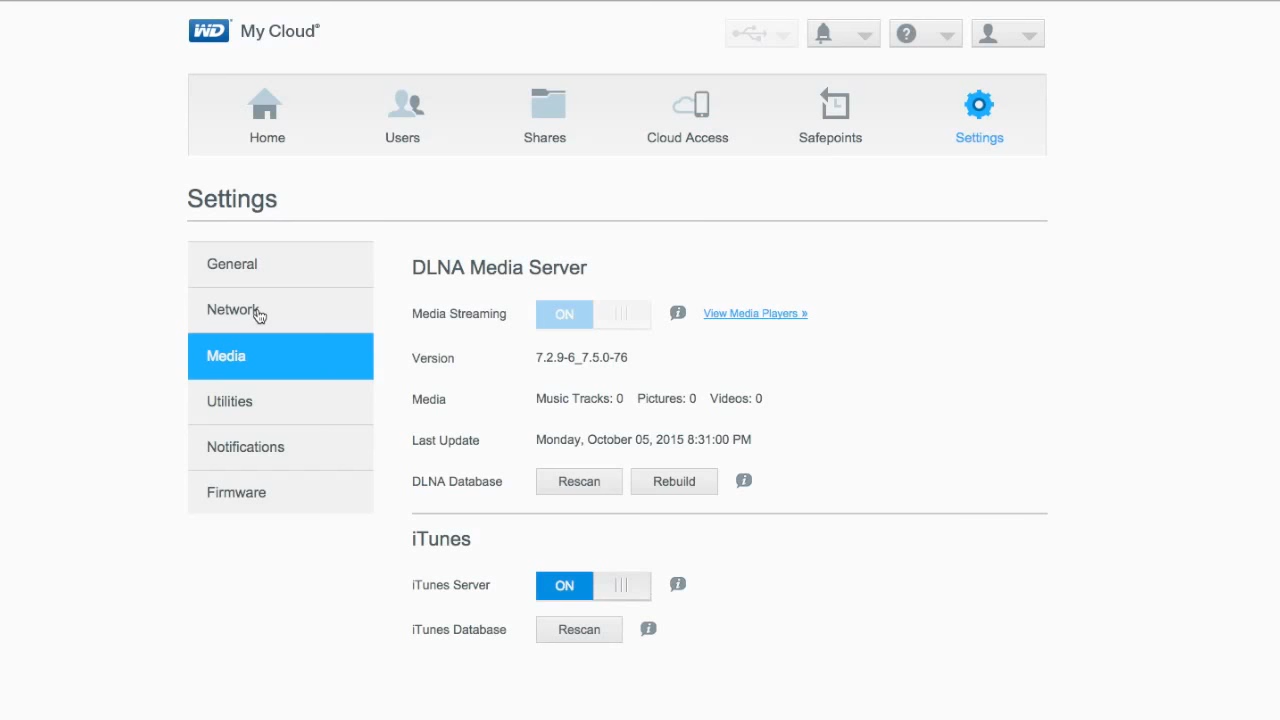 WD My Cloud®
Home Users Shares Cloud Access Safepoints Settings
Settings
General
Network
Media
Utilities
Notifications
Firmware
DLNA Media Server
Media Streaming ON View Media Players »
Version 7.2.9-6_7.5.0-76
Media Music Tracks: 0 Pictures: 0 Videos: 0
Last Update Monday, October 05, 2015 8:31:00 PM
DLNA Database Rescan Rebuild
iTunes
iTunes Server ON
iTunes Database Rescan